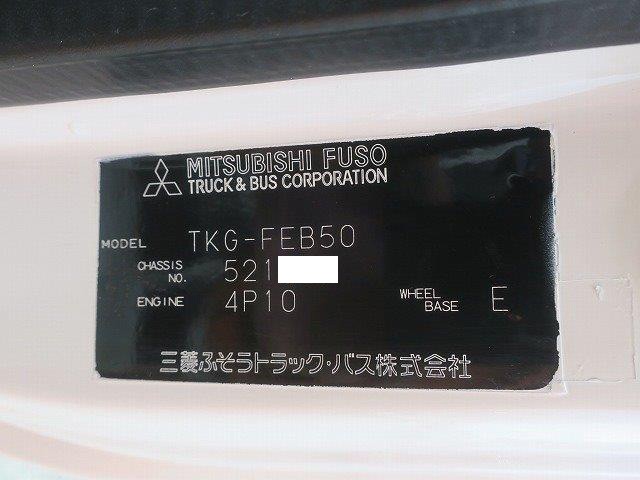 MITSUBISHI FUSO
TRUCK & BUS CORPORATION
MODEL TKG-FEB50
CHASSIS NO. 521
ENGINE 4P10 WHEEL BASE E
三菱ふそうトラック・バス株式会社